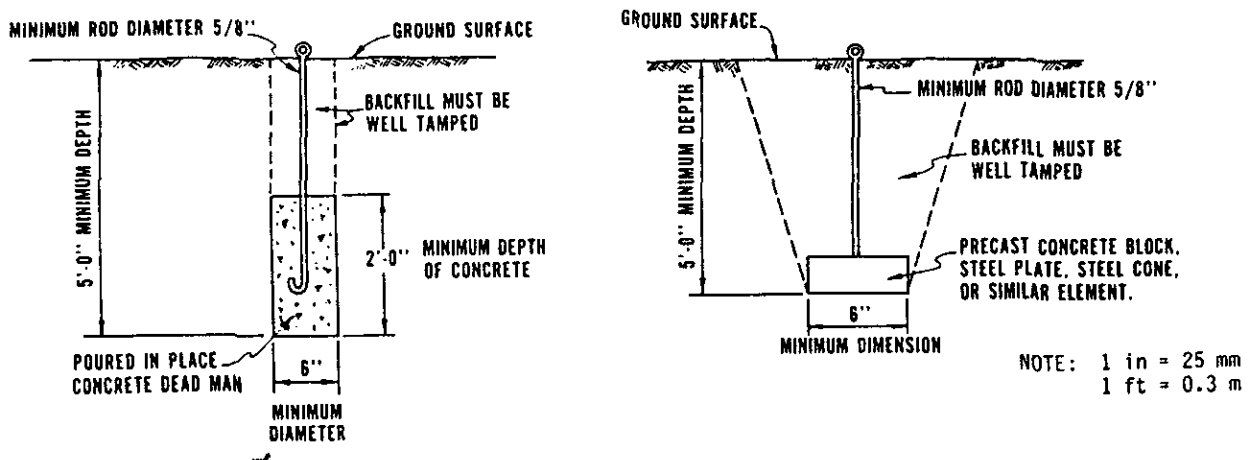 MINIMUM ROD DIAMETER 5/8"
GROUND SURFACE
BACKFILL MUST BE
WELL TAMPED
5'-0" MINIMUM DEPTH
2'-0"
MINIMUM DEPTH
OF CONCRETE
POURED IN PLACE
CONCRETE DEAD MAN
6"
MINIMUM
DIAMETER
GROUND SURFACE
MINIMUM ROD DIAMETER 5/8"
BACKFILL MUST BE
WELL TAMPED
5'-0" MINIMUM DEPTH
PRECAST CONCRETE BLOCK,
STEEL PLATE, STEEL CONE,
OR SIMILAR ELEMENT.
6"
MINIMUM DIMENSION
NOTE: 1 in = 25 mm
1 ft = 0.3 m